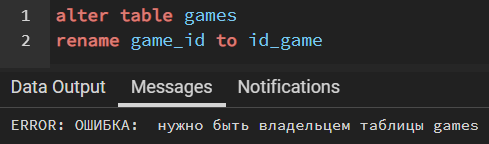 1 alter table games
2 rename game_id to id_game
Data Output Messages Notifications
ERROR: ОШИБКА: нужно быть владельцем таблицы games